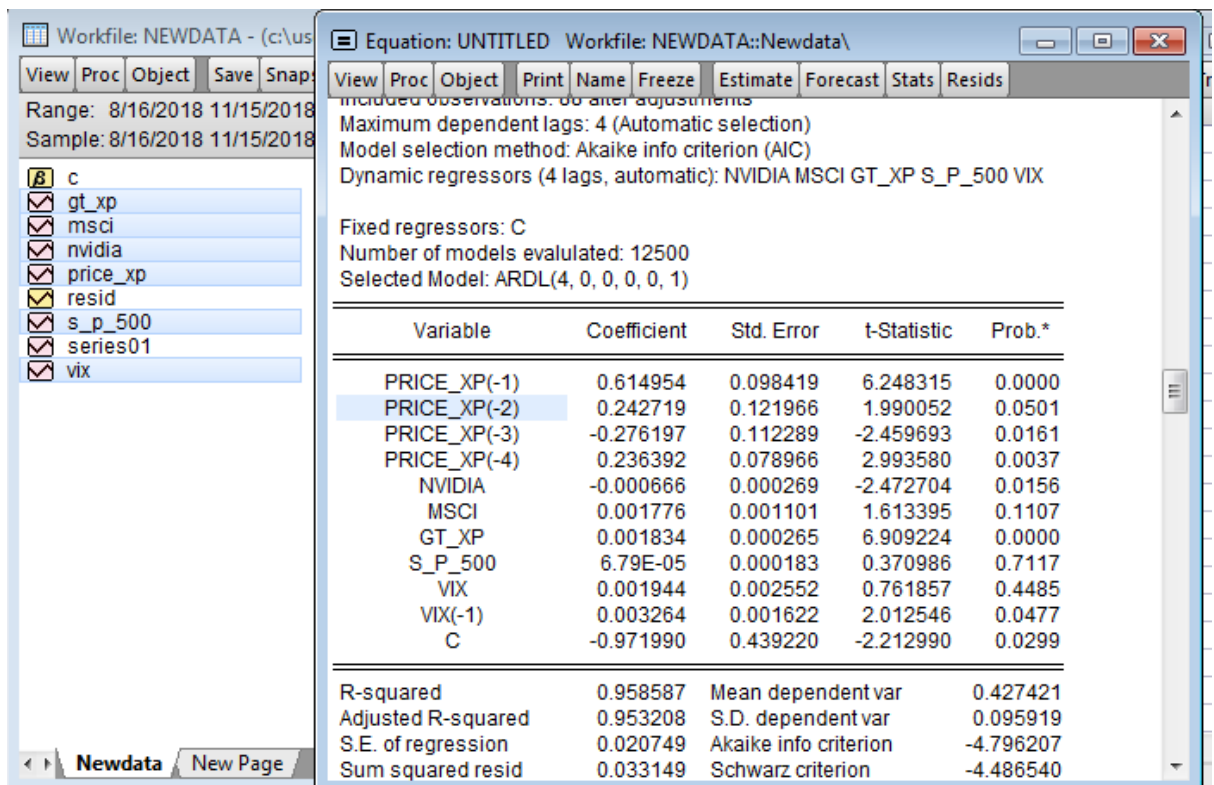 Workfile: NEWDATA - (c:\us
View Proc Object Save Snaps
Range: 8/16/2018 11/15/2018
Sample: 8/16/2018 11/15/2018
β c
gt_xp
msci
nvidia
price_xp
resid
s_p_500
series01
vix
Newdata New Page
Equation: UNTITLED Workfile: NEWDATA::Newdata\
View Proc Object Print Name Freeze Estimate Forecast Stats Resids
Included observations: 88 after adjustments
Maximum dependent lags: 4 (Automatic selection)
Model selection method: Akaike info criterion (AIC)
Dynamic regressors (4 lags, automatic): NVIDIA MSCI GT_XP S_P_500 VIX
Fixed regressors: C
Number of models evalulated: 12500
Selected Model: ARDL(4, 0, 0, 0, 0, 1)
Variable Coefficient Std. Error t-Statistic Prob.*
PRICE_XP(-1) 0.614954 0.098419 6.248315 0.0000
PRICE_XP(-2) 0.242719 0.121966 1.990052 0.0501
PRICE_XP(-3) -0.276197 0.112289 -2.459693 0.0161
PRICE_XP(-4) 0.236392 0.078966 2.993580 0.0037
NVIDIA -0.000666 0.000269 -2.472704 0.0156
MSCI 0.001776 0.001101 1.613395 0.1107
GT_XP 0.001834 0.000265 6.909224 0.0000
S_P_500 6.79E-05 0.000183 0.370986 0.7117
VIX 0.001944 0.002552 0.761857 0.4485
VIX(-1) 0.003264 0.001622 2.012546 0.0477
C -0.971990 0.439220 -2.212990 0.0299
R-squared 0.958587 Mean dependent var 0.427421
Adjusted R-squared 0.953208 S.D. dependent var 0.095919
S.E. of regression 0.020749 Akaike info criterion -4.796207
Sum squared resid 0.033149 Schwarz criterion -4.486540